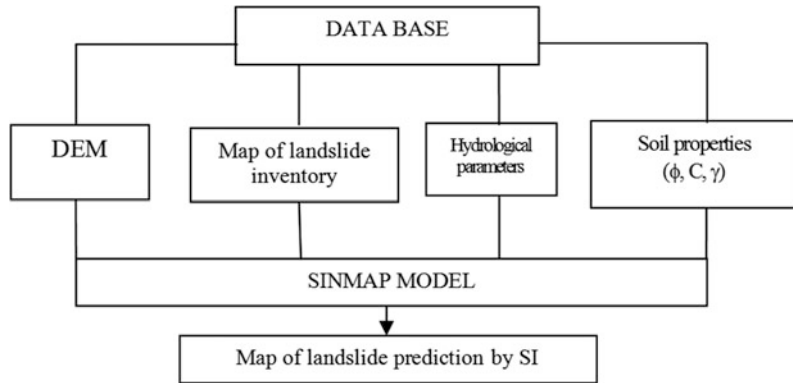 DATA BASE
DEM
Map of landslide
inventory
Hydrological
parameters
Soil properties
(ϕ, C, γ)
SINMAP MODEL
Map of landslide prediction by SI